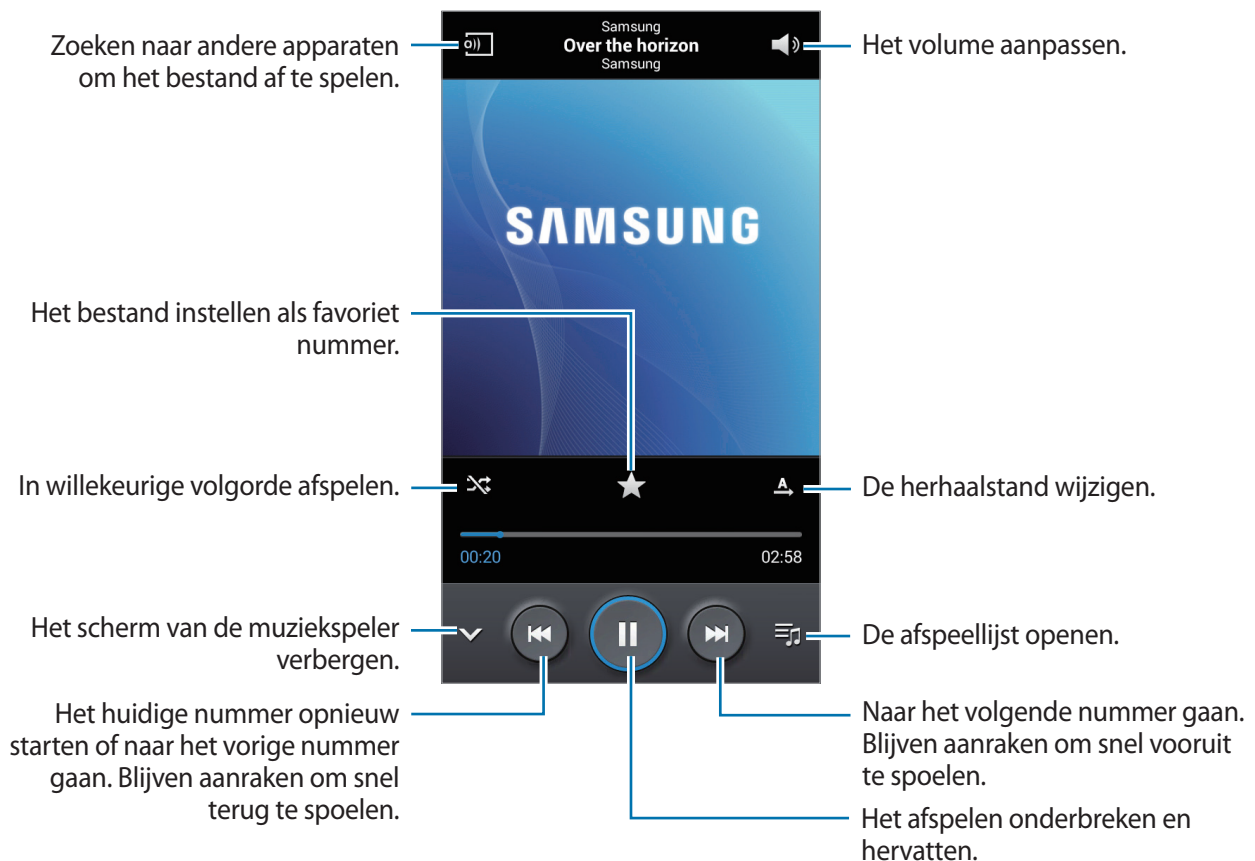 Zoeken naar andere apparaten
om het bestand af te spelen.
Samsung
Over the horizon
Samsung
Het volume aanpassen.
SAMSUNG
Het bestand instellen als favoriet
nummer.
In willekeurige volgorde afspelen.
A
De herhaalstand wijzigen.
00:20
02:58
Het scherm van de muziekspeler
verbergen.
De afspeellijst openen.
Het huidige nummer opnieuw
starten of naar het vorige nummer
gaan. Blijven aanraken om snel
terug te spoelen.
Naar het volgende nummer gaan.
Blijven aanraken om snel vooruit
te spoelen.
Het afspelen onderbreken en
hervatten.